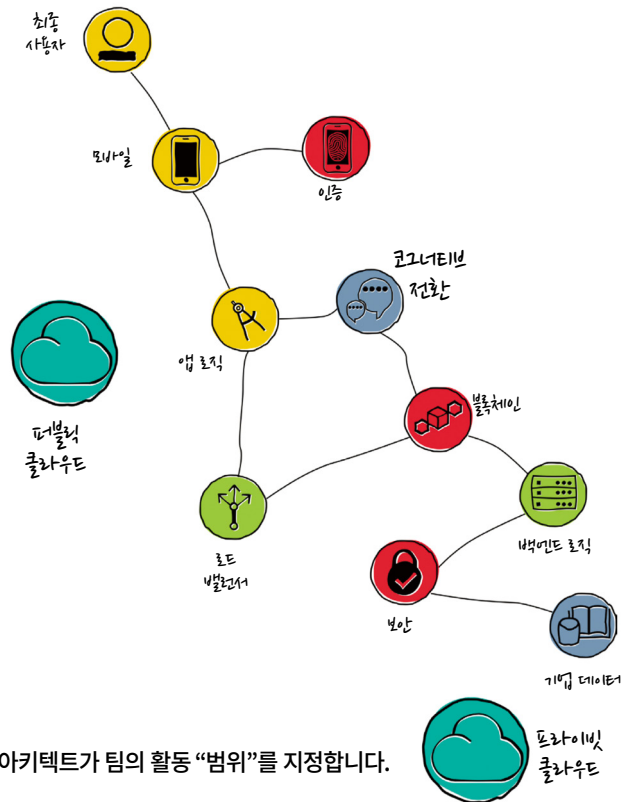 최종
사용자
모바일
인증
코그너티브
전환
앱 로직
퍼블릭
클라우드
블록체인
로드
밸런서
백엔드 로직
보안
기업 데이터
프라이빗
클라우드
아키텍트가 팀의 활동 “범위”를 지정합니다.